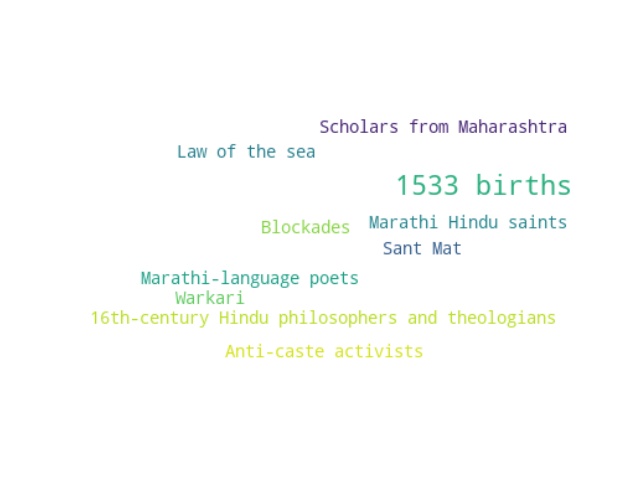 Scholars from Maharashtra
Law of the sea
1533 births
Marathi Hindu saints
Blockades
Sant Mat
Marathi-language poets
Warkari
16th-century Hindu philosophers and theologians
Anti-caste activists